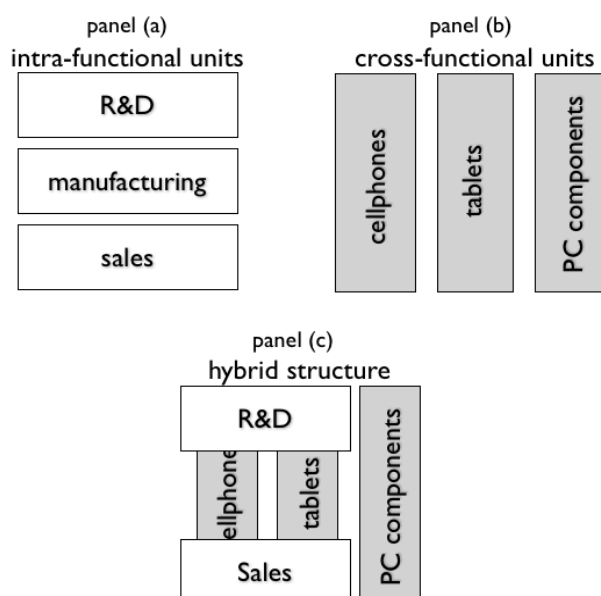 panel (a)
intra-functional units
R&D
manufacturing
sales
panel (b)
cross-functional units
cellphones
tablets
PC components
panel (c)
hybrid structure
R&D
ellphone
tablets
Sales
PC components